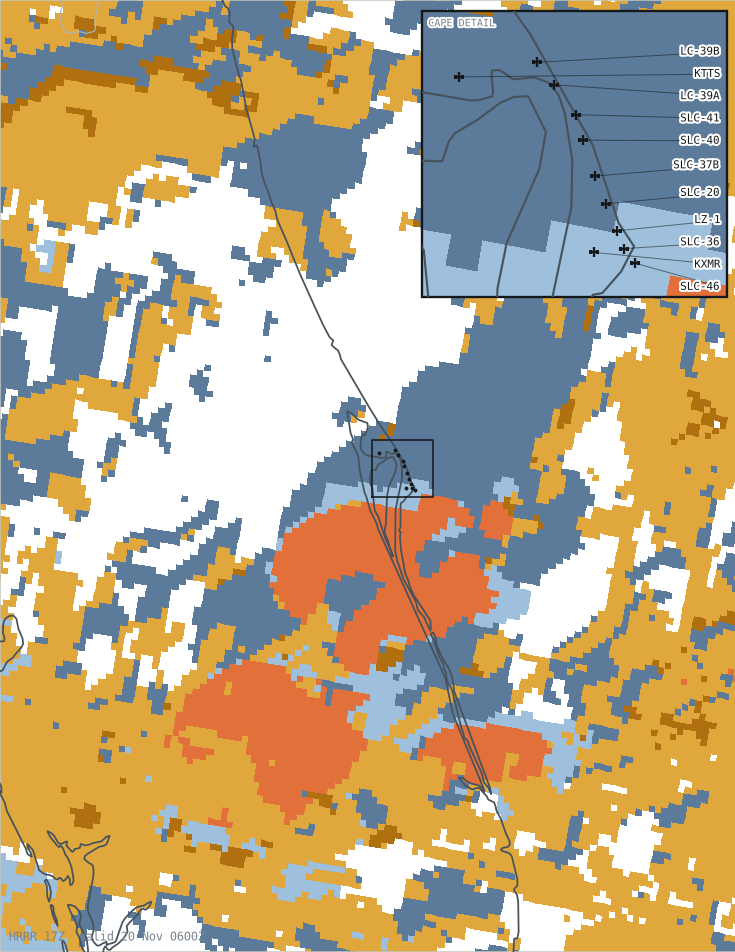 CAPE DETAIL
LC-39B
KTTS
LC-39A
SLC-41
SLC-40
SLC-37B
SLC-20
LZ-1
SLC-36
KXMR
SLC-46
HRRR 17Z valid 20 Nov 0600Z